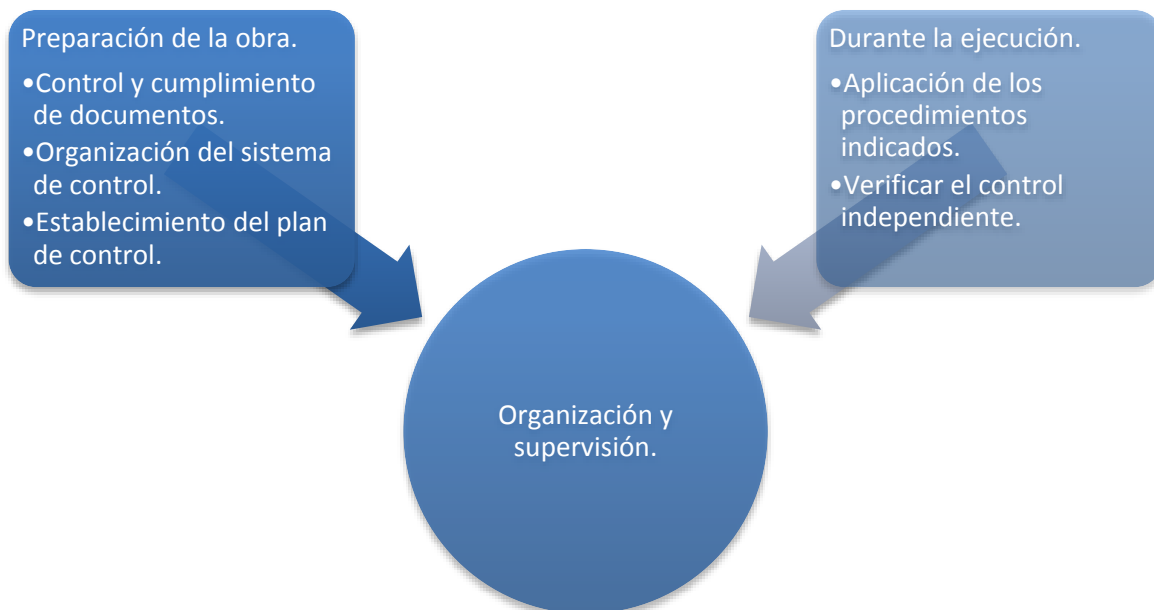 Preparación de la obra.
•Control y cumplimiento
de documentos.
•Organización del sistema
de control.
•Establecimiento del plan
de control.
Durante la ejecución.
•Aplicación de los
procedimientos
indicados.
•Verificar el control
independiente.
Organización y
supervisión.